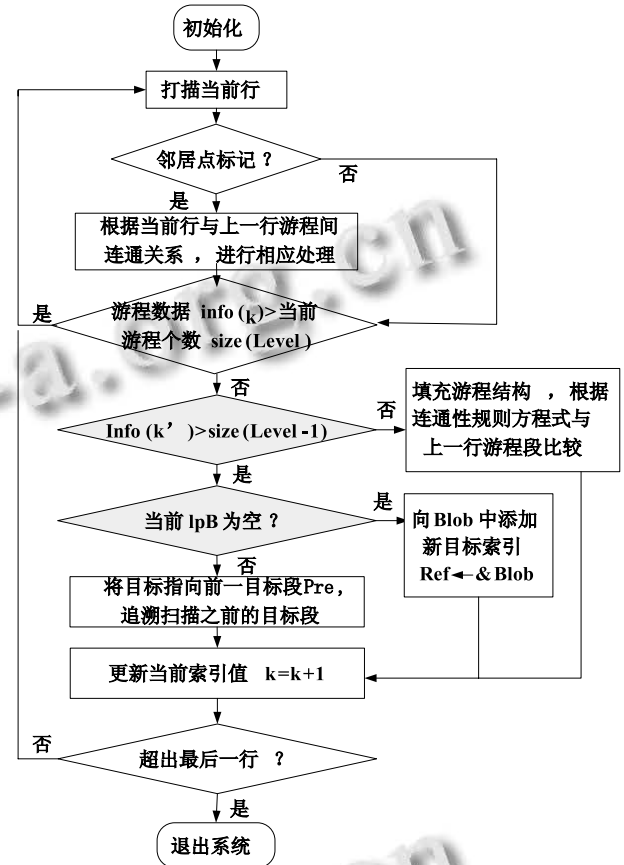 初始化
打描当前行
邻居点标记？
否
是
根据当前行与上一行游程间
连通关系，进行相应处理
是
游程数据 info(k)>当前
游程个数 size(Level)
否
Info(k’)>size(Level-1)
否
填充游程结构，根据
连通性规则方程式与
上一行游程段比较
是
当前 lpB 为空？
是
向Blob中添加
新目标索引
Ref←&Blob
否
将目标指向前一目标段Pre,
追溯扫描之前的目标段
更新当前索引值 k=k+1
否
超出最后一行？
是
退出系统
a.org.cn